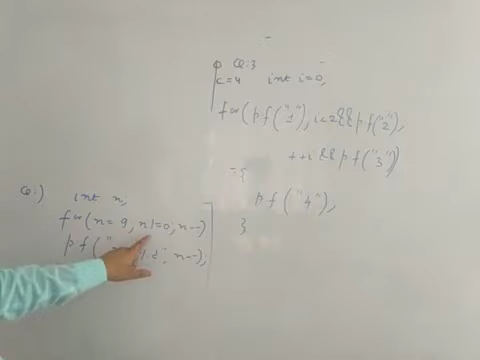 Q:3
c=4 int i=0,
for(pf("1"), i<2&&pf("2"),
++i&&pf("3")
{
pf("4"),
}
Q:) int n,
for(n=9, n!=0, n--)
pf(" n--);